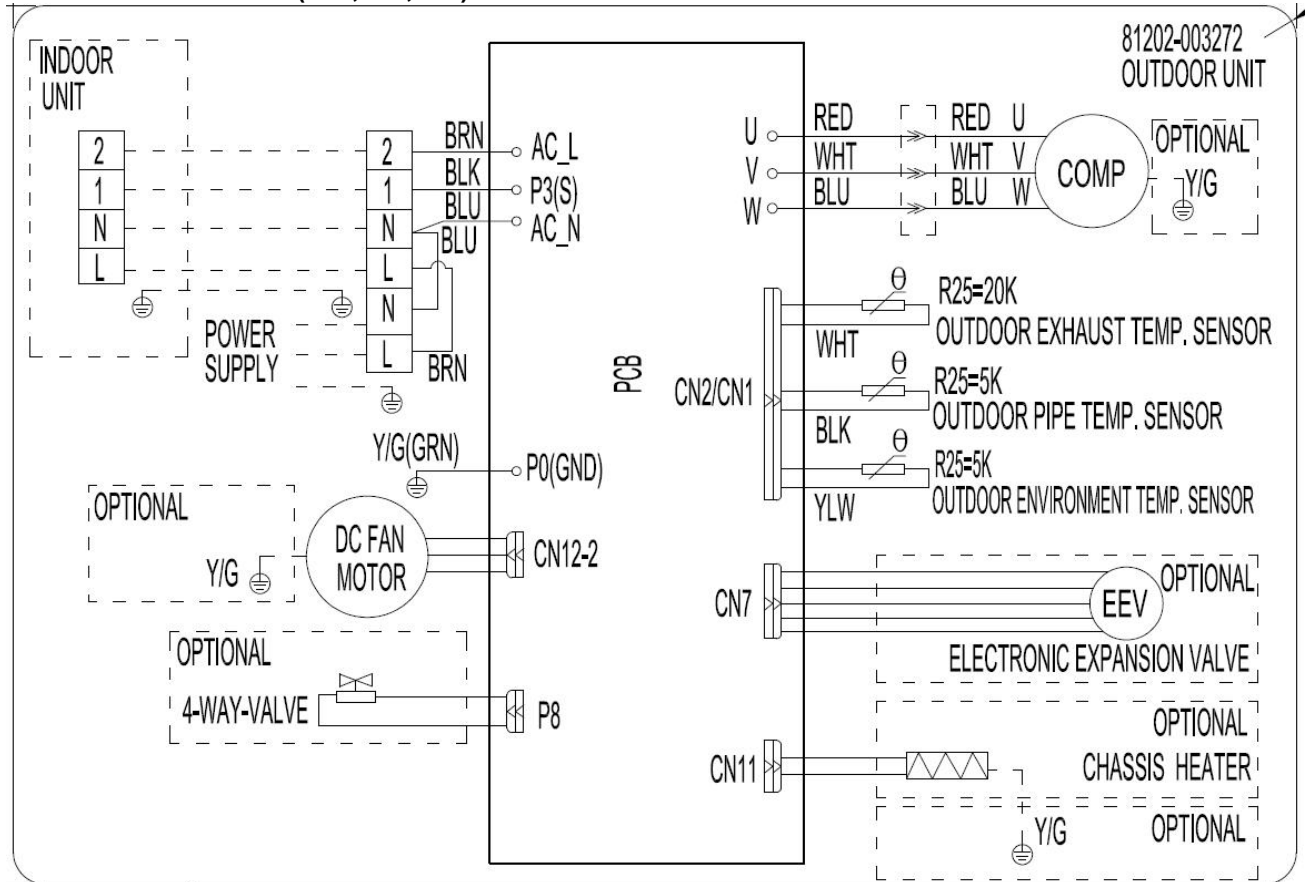 81202-003272
OUTDOOR UNIT
INDOOR
UNIT
2
1
N
L
2
1
N
L
N
L
POWER
SUPPLY
BRN
BLK
BLU
BLU
BRN
AC_L
P3(S)
AC_N
Y/G(GRN)
P0(GND)
OPTIONAL
Y/G
DC FAN
MOTOR
CN12-2
OPTIONAL
4-WAY-VALVE
P8
PCB
U
V
W
RED
WHT
BLU
RED U
WHT V
BLU W
COMP
OPTIONAL
Y/G
CN2/CN1
θ
R25=20K
OUTDOOR EXHAUST TEMP. SENSOR
WHT
θ
R25=5K
OUTDOOR PIPE TEMP. SENSOR
BLK
θ
R25=5K
OUTDOOR ENVIRONMENT TEMP. SENSOR
YLW
CN7
EEV
OPTIONAL
ELECTRONIC EXPANSION VALVE
CN11
OPTIONAL
CHASSIS HEATER
Y/G
OPTIONAL